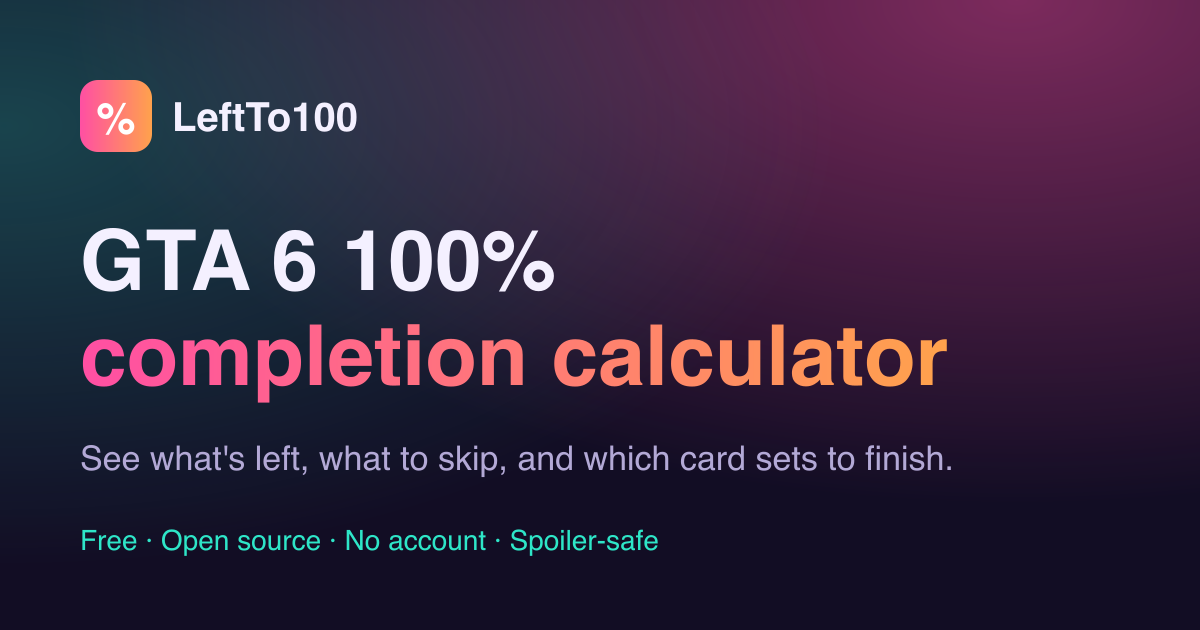 %
LeftTo100
GTA 6 100%
completion calculator
See what's left, what to skip, and which card sets to finish.
Free · Open source · No account · Spoiler-safe